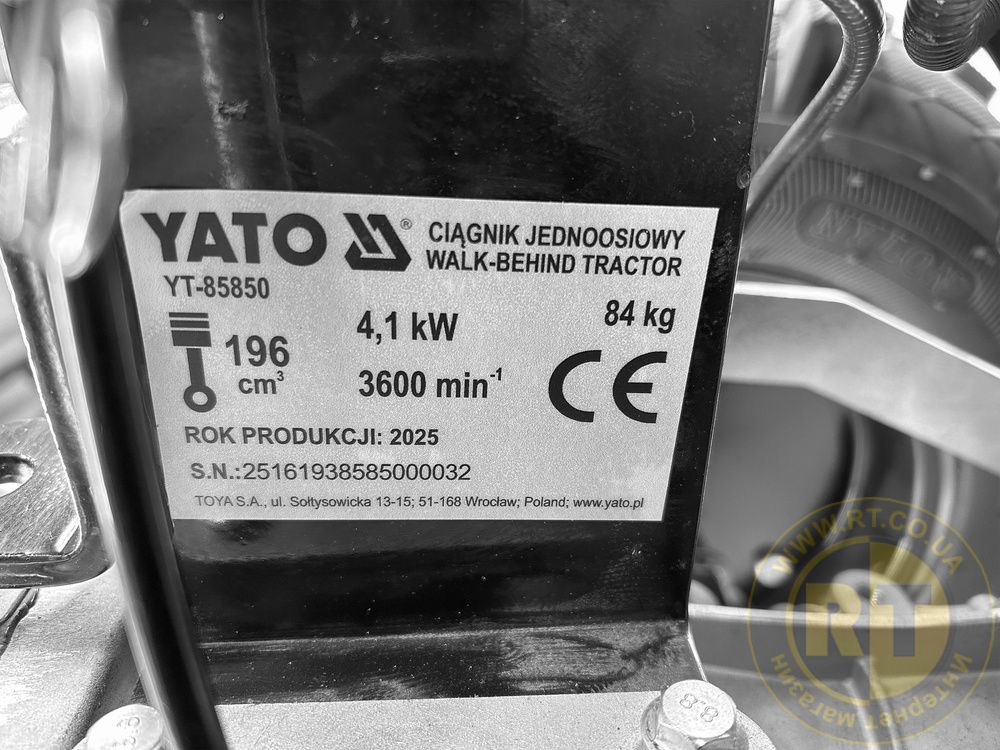 YATO ®
CIĄGNIK JEDNOOSIOWY
WALK-BEHIND TRACTOR
YT-85850
196 cm³
4,1 kW
84 kg
3600 min⁻¹
CE
ROK PRODUKCJI: 2025
S.N.:25161938585000032
TOYA S.A., ul. Sołtysowicka 13-15; 51-168 Wrocław; Poland; www.yato.pl
8.8
WWW.RT.CO.UA
RT
Интернет магазин